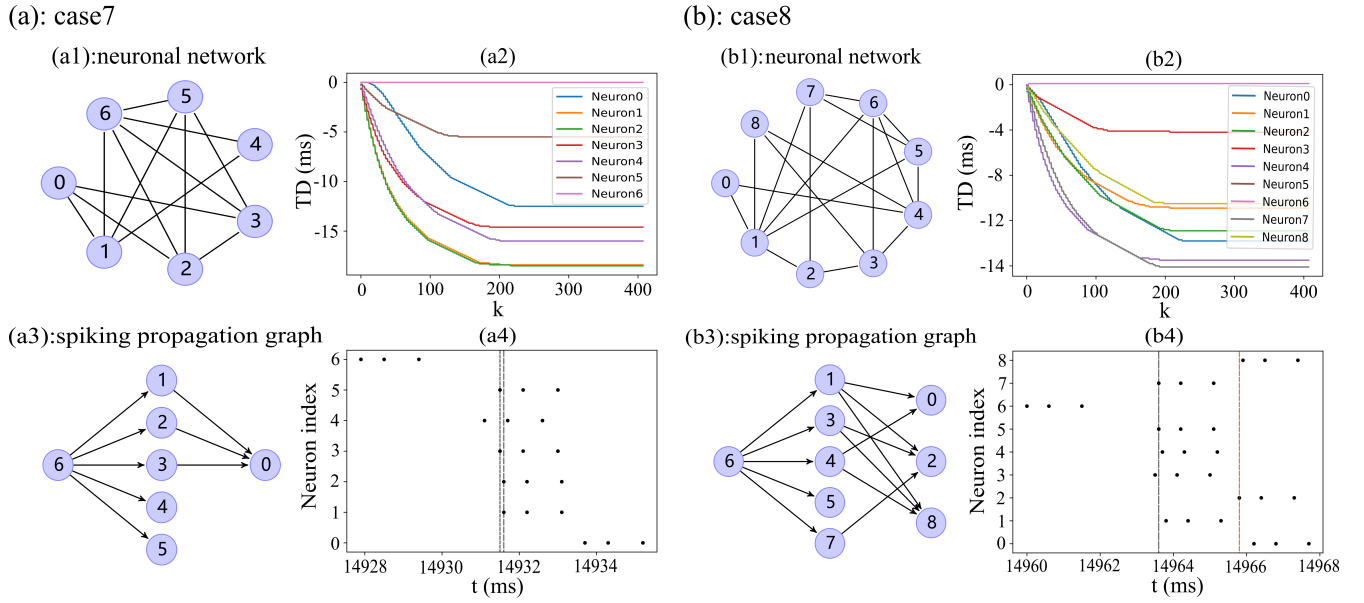 (a): case7
(a1):neuronal network
0
1
2
3
4
5
6
(a2)
TD (ms)
0
-5
-10
-15
0
100
200
300
400
k
Neuron0
Neuron1
Neuron2
Neuron3
Neuron4
Neuron5
Neuron6
(a3):spiking propagation graph
6
1
2
3
4
5
0
(a4)
Neuron index
6
5
4
3
2
1
0
14928
14930
14932
14934
t (ms)
(b): case8
(b1):neuronal network
0
1
2
3
4
5
6
7
8
(b2)
TD (ms)
0
-4
-8
-12
-14
0
100
200
300
400
k
Neuron0
Neuron1
Neuron2
Neuron3
Neuron4
Neuron5
Neuron6
Neuron7
Neuron8
(b3):spiking propagation graph
6
1
3
4
5
7
0
2
8
(b4)
Neuron index
8
7
6
5
4
3
2
1
0
14960
14962
14964
14966
14968
t (ms)